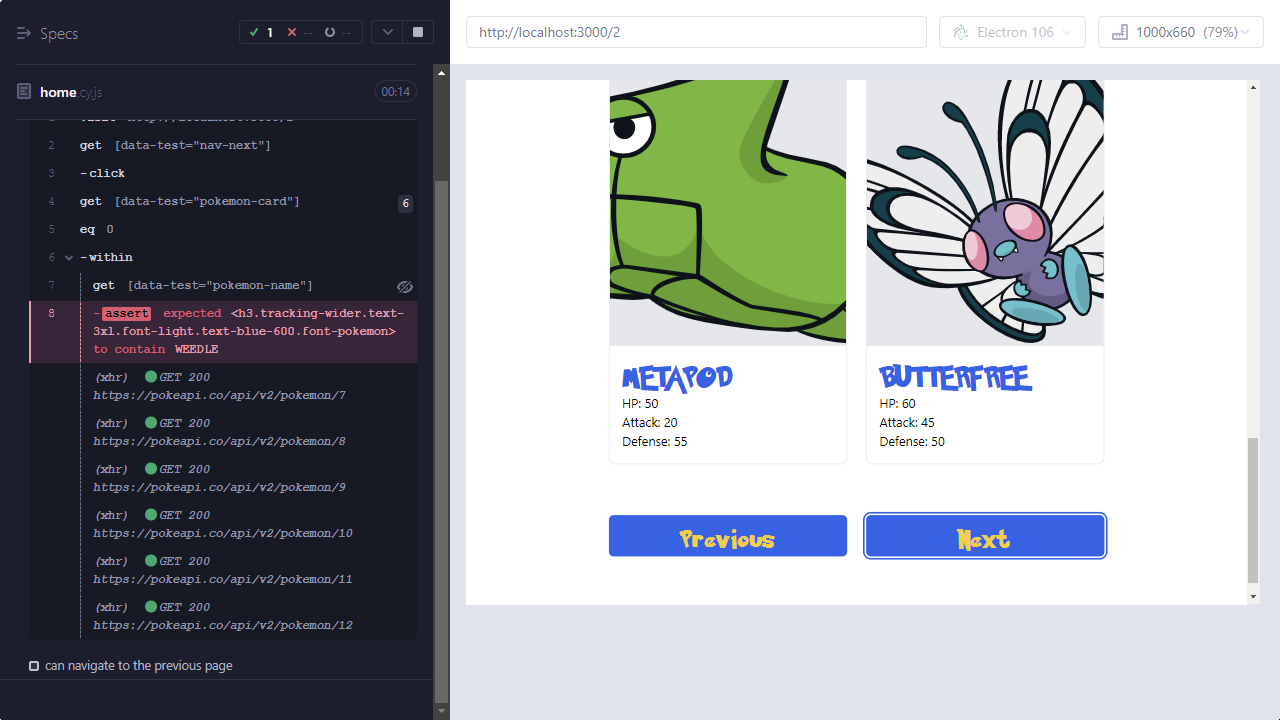 Specs
1
--
--
home.cy.js
00:14
2 get [data-test="nav-next"]
3 -click
4 get [data-test="pokemon-card"] 6
5 eq 0
6 -within
7 get [data-test="pokemon-name"]
8 -assert expected <h3.tracking-wider.text-
3xl.font-light.text-blue-600.font-pokemon>
to contain WEEDLE
(xhr) GET 200
https://pokeapi.co/api/v2/pokemon/7
(xhr) GET 200
https://pokeapi.co/api/v2/pokemon/8
(xhr) GET 200
https://pokeapi.co/api/v2/pokemon/9
(xhr) GET 200
https://pokeapi.co/api/v2/pokemon/10
(xhr) GET 200
https://pokeapi.co/api/v2/pokemon/11
(xhr) GET 200
https://pokeapi.co/api/v2/pokemon/12
can navigate to the previous page
http://localhost:3000/2
Electron 106
1000x660 (79%)
METAPOD
HP: 50
Attack: 20
Defense: 55
BUTTERFREE
HP: 60
Attack: 45
Defense: 50
Previous
Next